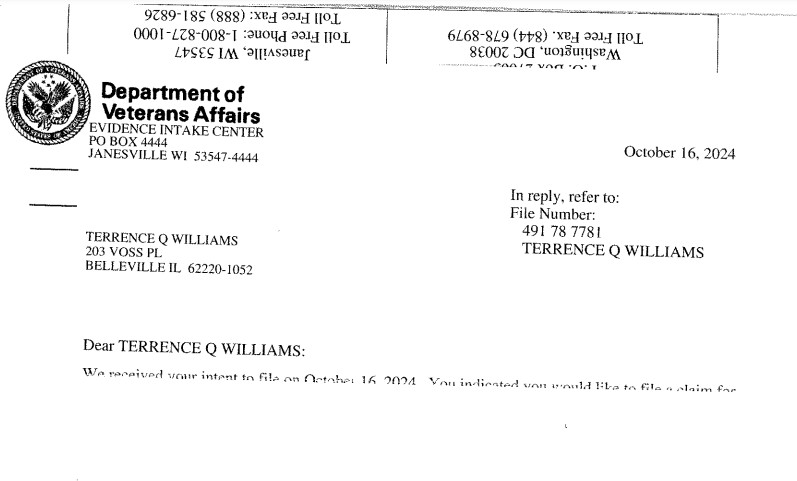 Janesville, WI 53547
Toll Free Phone: 1-800-827-1000
Toll Free Fax: (888) 581-6826
Washington, DC 20038
Toll Free Fax: (844) 678-8979
Department of
Veterans Affairs
EVIDENCE INTAKE CENTER
PO BOX 4444
JANESVILLE WI 53547-4444
October 16, 2024
In reply, refer to:
File Number:
491 78 7781
TERRENCE Q WILLIAMS
TERRENCE Q WILLIAMS
203 VOSS PL
BELLEVILLE IL 62220-1052
Dear TERRENCE Q WILLIAMS:
We received your intent to file on October 16, 2024. You indicated you would like to file a claim for